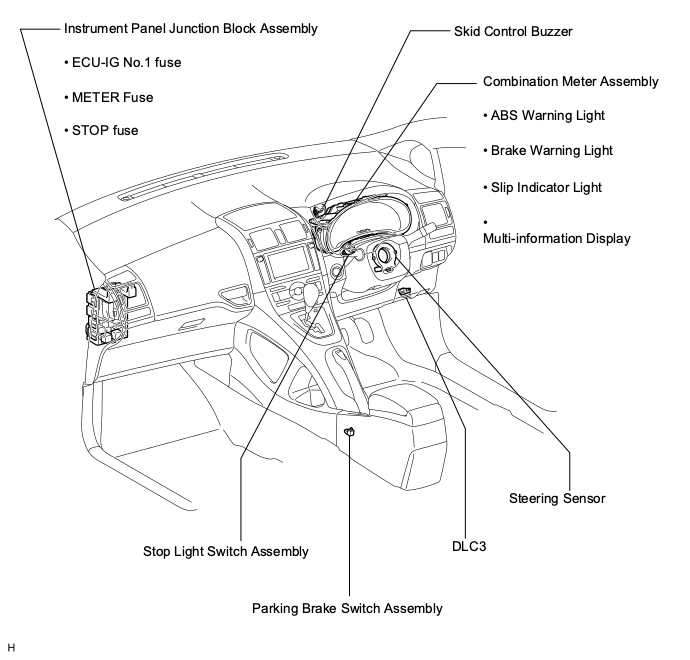 Instrument Panel Junction Block Assembly
• ECU-IG No.1 fuse
• METER Fuse
• STOP fuse
Skid Control Buzzer
Combination Meter Assembly
• ABS Warning Light
• Brake Warning Light
• Slip Indicator Light
•
Multi-information Display
Steering Sensor
DLC3
Stop Light Switch Assembly
Parking Brake Switch Assembly
H